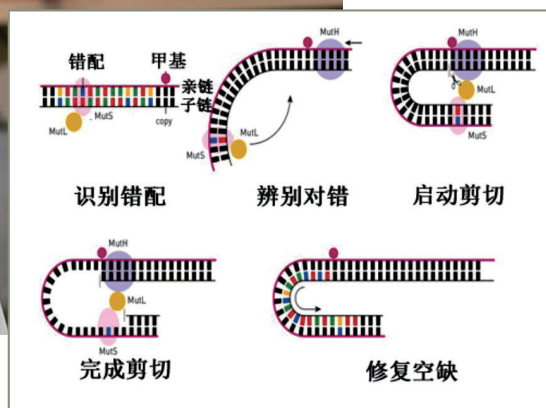 错配 甲基
亲链
子链
MutS
copy
MutL
识别错配
MutH
MutL
MutS
辨别对错
MutH
MutL
MutS
启动剪切
MutH
MutL
MutS
完成剪切
修复空缺